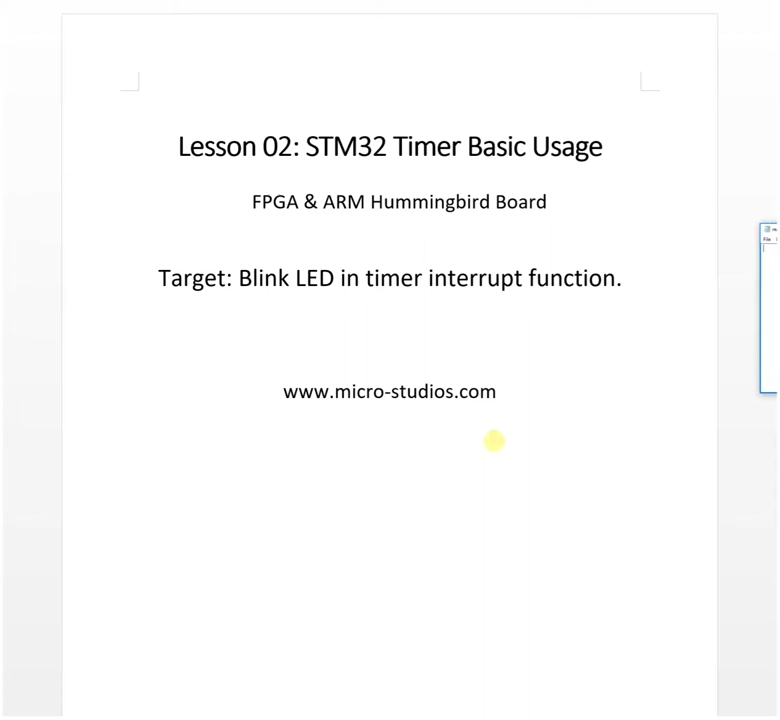 Lesson 02: STM32 Timer Basic Usage
FPGA & ARM Hummingbird Board
Target: Blink LED in timer interrupt function.
www.micro-studios.com
File